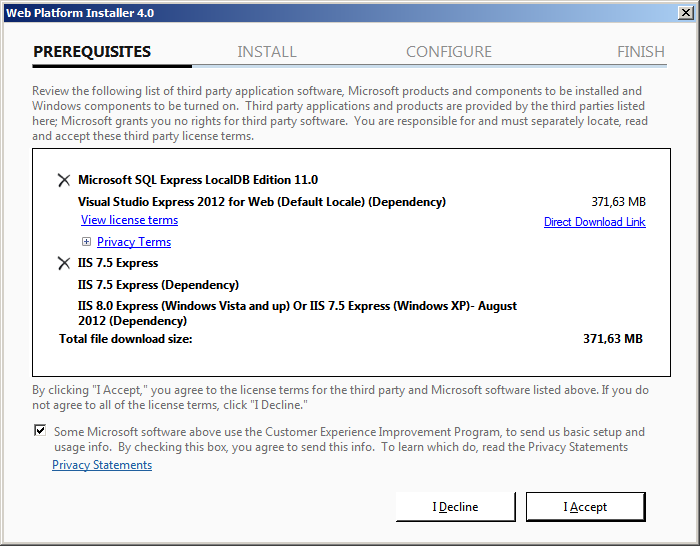 Web Platform Installer 4.0
PREREQUISITES INSTALL CONFIGURE FINISH
Review the following list of third party application software, Microsoft products and components to be installed and
Windows components to be turned on.  Third party applications and products are provided by the third parties listed
here; Microsoft grants you no rights for third party software.  You are responsible for and must separately locate, read
and accept these third party license terms.
Microsoft SQL Express LocalDB Edition 11.0
Visual Studio Express 2012 for Web (Default Locale) (Dependency) 371,63 MB
View license terms Direct Download Link
Privacy Terms
IIS 7.5 Express
IIS 7.5 Express (Dependency)
IIS 8.0 Express (Windows Vista and up) Or IIS 7.5 Express (Windows XP)- August
2012 (Dependency)
Total file download size: 371,63 MB
By clicking "I Accept," you agree to the license terms for the third party and Microsoft software listed above. If you do
not agree to all of the license terms, click "I Decline."
Some Microsoft software above use the Customer Experience Improvement Program, to send us basic setup and
usage info.  By checking this box, you agree to send this info.  To learn which do, read the Privacy Statements
Privacy Statements
I Decline I Accept